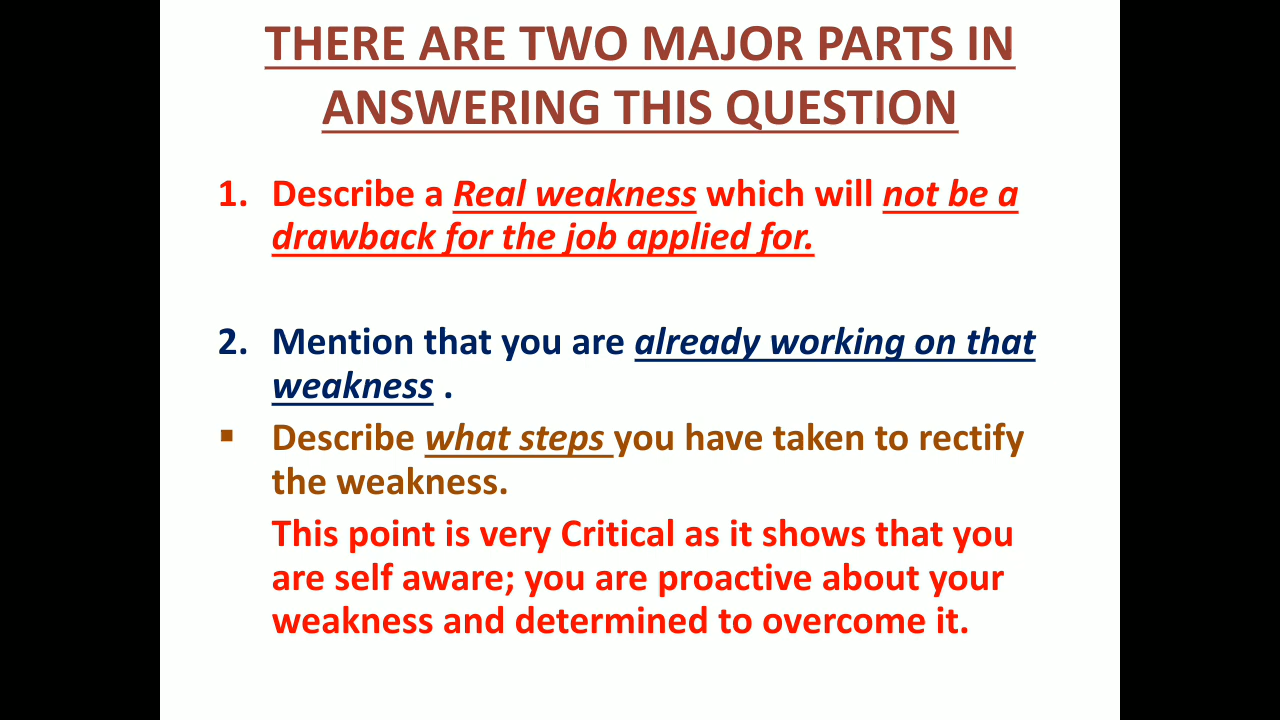 THERE ARE TWO MAJOR PARTS IN
ANSWERING THIS QUESTION
1. Describe a Real weakness which will not be a
drawback for the job applied for.
2. Mention that you are already working on that
weakness .
▪ Describe what steps you have taken to rectify
the weakness.
This point is very Critical as it shows that you
are self aware; you are proactive about your
weakness and determined to overcome it.